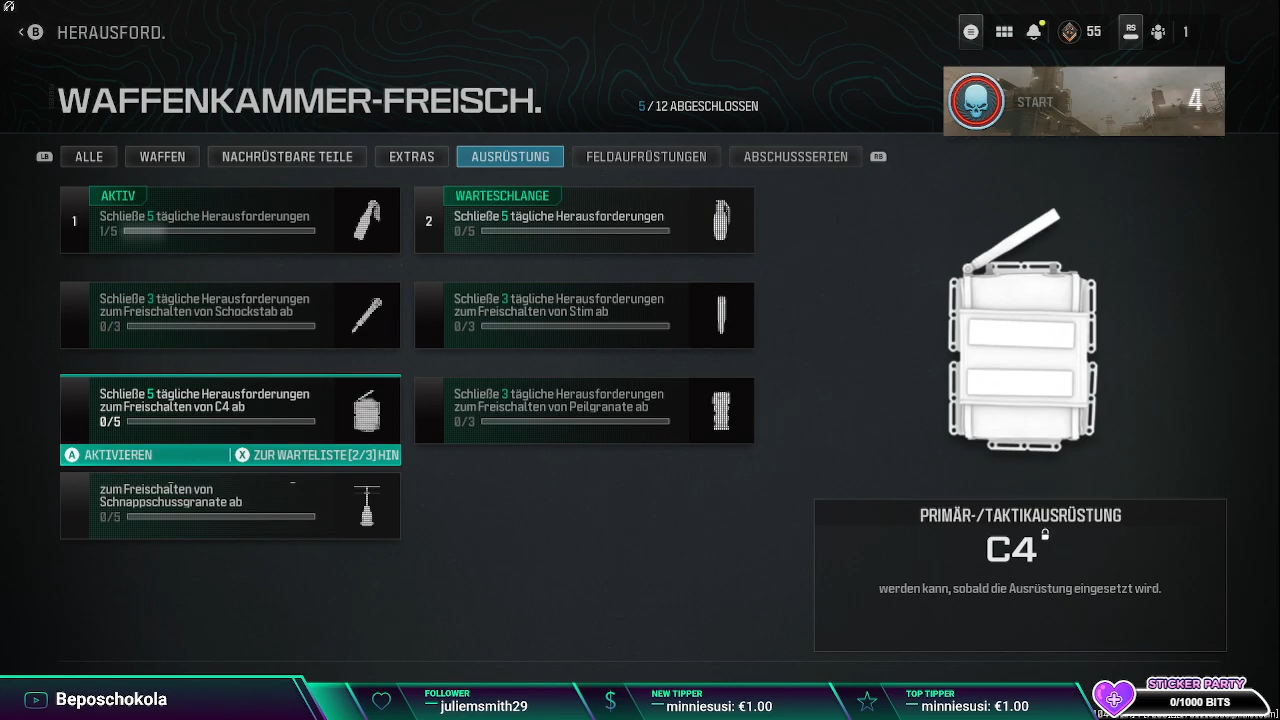 B HERAUSFORD.
55
RS
1
WAFFENKAMMER-FREISCH.
5 / 12 ABGESCHLOSSEN
START
4
LB
ALLE
WAFFEN
NACHRÜSTBARE TEILE
EXTRAS
AUSRÜSTUNG
FELDAUFRÜSTUNGEN
ABSCHUSSSERIEN
RB
AKTIV
1
Schließe 5 tägliche Herausforderungen
1/5
WARTESCHLANGE
2
Schließe 5 tägliche Herausforderungen
0/5
Schließe 3 tägliche Herausforderungen
zum Freischalten von Schockstab ab
0/3
Schließe 3 tägliche Herausforderungen
zum Freischalten von Stim ab
0/3
Schließe 5 tägliche Herausforderungen
zum Freischalten von C4 ab
0/5
A AKTIVIEREN
X ZUR WARTELISTE [2/3] HIN
Schließe 3 tägliche Herausforderungen
zum Freischalten von Peilgranate ab
0/3
zum Freischalten von
Schnappschussgranate ab
0/5
PRIMÄR-/TAKTIKAUSRÜSTUNG
C4
werden kann, sobald die Ausrüstung eingesetzt wird.
Beposchokola
FOLLOWER
juliemsmith29
$
NEW TIPPER
minniesusi: €1.00
TOP TIPPER
minniesusi: €1.00
STICKER PARTY
0/1000 BITS